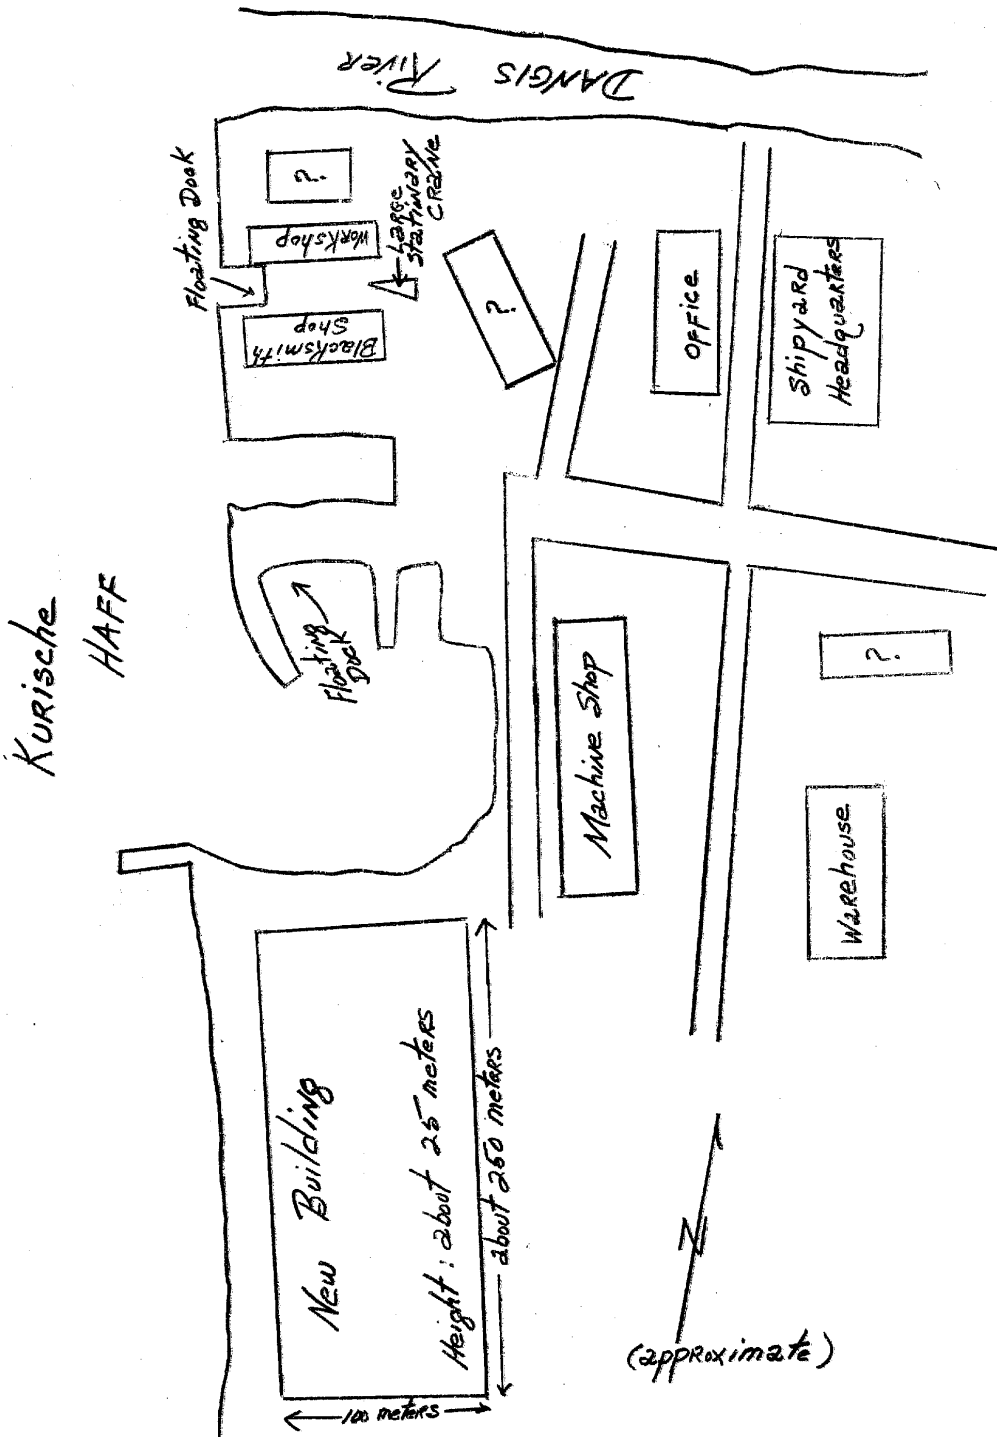 DANGIS
RIVER
Floating Dock
?
Workshop
Large
Stationary
Crane
Blacksmith
Shop
?
Office
Shipyard
Headquarters
Kurische
HAFF
Floating
Dock
Machine Shop
?
Warehouse
New Building
Height: about 25 meters
about 250 meters
100 meters
N
(approximate)